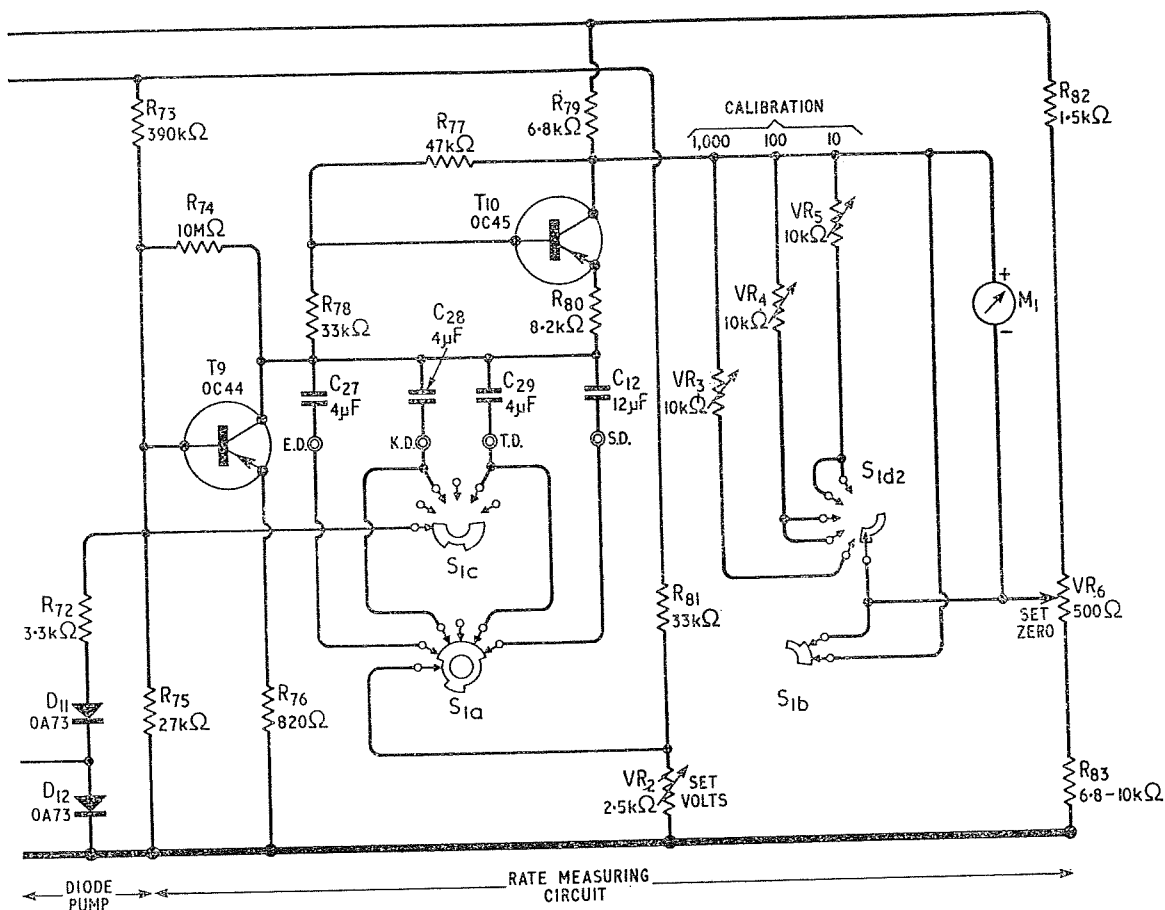 R73
390kΩ
R74
10MΩ
R77
47kΩ
R79
6.8kΩ
CALIBRATION
1,000 100 10
R82
1.5kΩ
T10
OC45
VR5
10kΩ
VR4
10kΩ
VR3
10kΩ
+
M1
−
R78
33kΩ
C28
4μF
R80
8.2kΩ
T9
OC44
C27
4μF
C29
4μF
C12
12μF
E.D.
K.D.
T.D.
S.D.
S1d2
S1c
R72
3.3kΩ
R81
33kΩ
VR6
500Ω
SET
ZERO
D11
OA73
R75
27kΩ
R76
820Ω
S1a
S1b
D12
OA73
VR2
2.5kΩ
SET
VOLTS
R83
6.8–10kΩ
DIODE
PUMP
RATE MEASURING
CIRCUIT